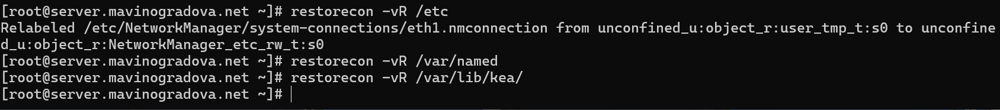 [root@server.mavinogradova.net ~]# restorecon -vR /etc
Relabeled /etc/NetworkManager/system-connections/eth1.nmconnection from unconfined_u:object_r:user_tmp_t:s0 to unconfine
d_u:object_r:NetworkManager_etc_rw_t:s0
[root@server.mavinogradova.net ~]# restorecon -vR /var/named
[root@server.mavinogradova.net ~]# restorecon -vR /var/lib/kea/
[root@server.mavinogradova.net ~]#